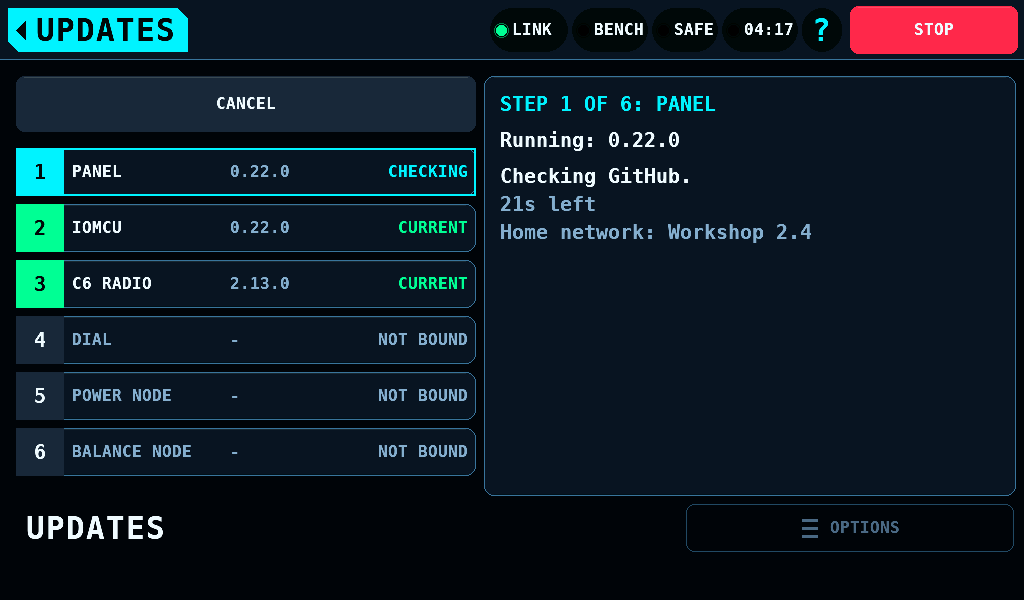 UPDATES
LINK
BENCH
SAFE
04:17
?
STOP
CANCEL
1 PANEL 0.22.0 CHECKING
2 IOMCU 0.22.0 CURRENT
3 C6 RADIO 2.13.0 CURRENT
4 DIAL - NOT BOUND
5 POWER NODE - NOT BOUND
6 BALANCE NODE - NOT BOUND
STEP 1 OF 6: PANEL
Running: 0.22.0
Checking GitHub.
21s left
Home network: Workshop 2.4
UPDATES
OPTIONS